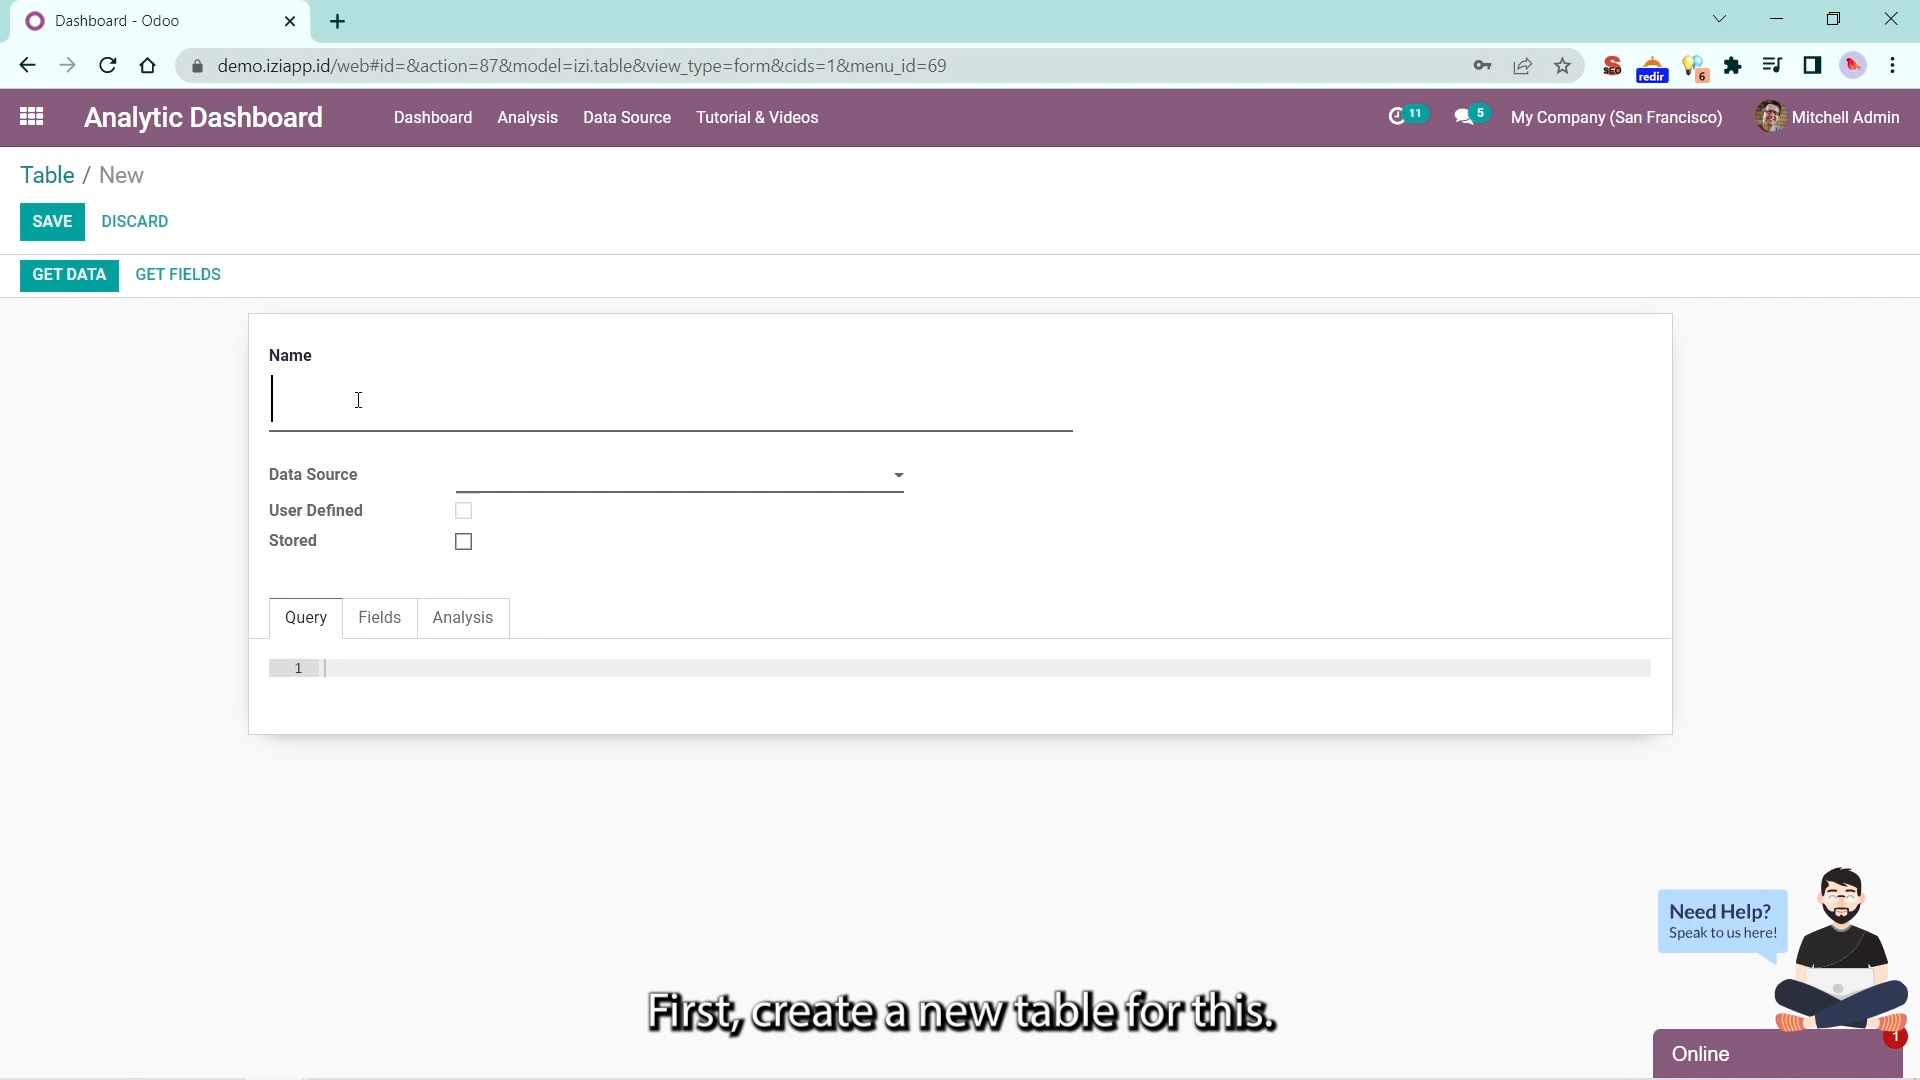 Dashboard - Odoo
demo.iziapp.id/web#id=&action=87&model=izi.table&view_type=form&cids=1&menu_id=69
SEO
redir
6
Analytic Dashboard
Dashboard
Analysis
Data Source
Tutorial & Videos
11
5
My Company (San Francisco)
Mitchell Admin
Table / New
SAVE
DISCARD
GET DATA
GET FIELDS
Name
Data Source
User Defined
Stored
Query
Fields
Analysis
1
Need Help?
Speak to us here!
First, create a new table for this.
1
Online